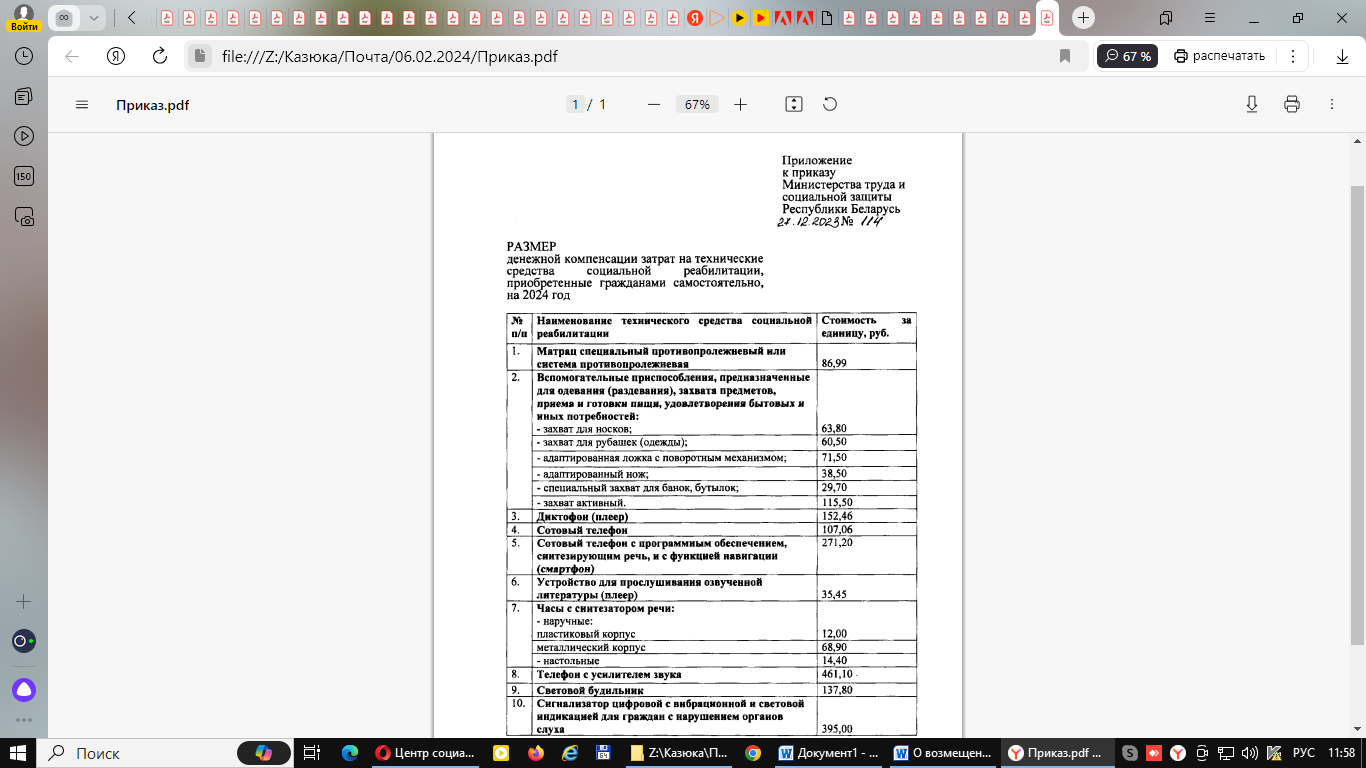 Войти
file:///Z:/Казюка/Почта/06.02.2024/Приказ.pdf
67 %
распечатать
150
Приказ.pdf
1 / 1
67%
Приложение
к приказу
Министерства труда и
социальной защиты
Республики Беларусь
27.12.2023 № 114
РАЗМЕР
денежной компенсации затрат на технические
средства социальной реабилитации,
приобретенные гражданами самостоятельно,
на 2024 год
№ п/п Наименование технического средства социальной реабилитации Стоимость за единицу, руб.
1. Матрац специальный противопролежневый или
система противопролежневая 86,99
2. Вспомогательные приспособления, предназначенные
для одевания (раздевания), захвата предметов,
приема и готовки пищи, удовлетворения бытовых и
иных потребностей:
- захват для носков; 63,80
- захват для рубашек (одежды); 60,50
- адаптированная ложка с поворотным механизмом; 71,50
- адаптированный нож; 38,50
- специальный захват для банок, бутылок; 29,70
- захват активный. 115,50
3. Диктофон (плеер) 152,46
4. Сотовый телефон 107,06
5. Сотовый телефон с программным обеспечением, 271,20
синтезирующим речь, и с функцией навигации
(смартфон)
6. Устройство для прослушивания озвученной
литературы (плеер) 35,45
7. Часы с синтезатором речи:
- наручные:
пластиковый корпус 12,00
металлический корпус 68,90
- настольные 14,40
8. Телефон с усилителем звука 461,10
9. Световой будильник 137,80
10. Сигнализатор цифровой с вибрационной и световой
индикацией для граждан с нарушением органов
слуха 395,00
Поиск
Центр социа...
Z:\Казюка\П...
Документ1 - ...
О возмещен...
Приказ.pdf ...
РУС
11:58